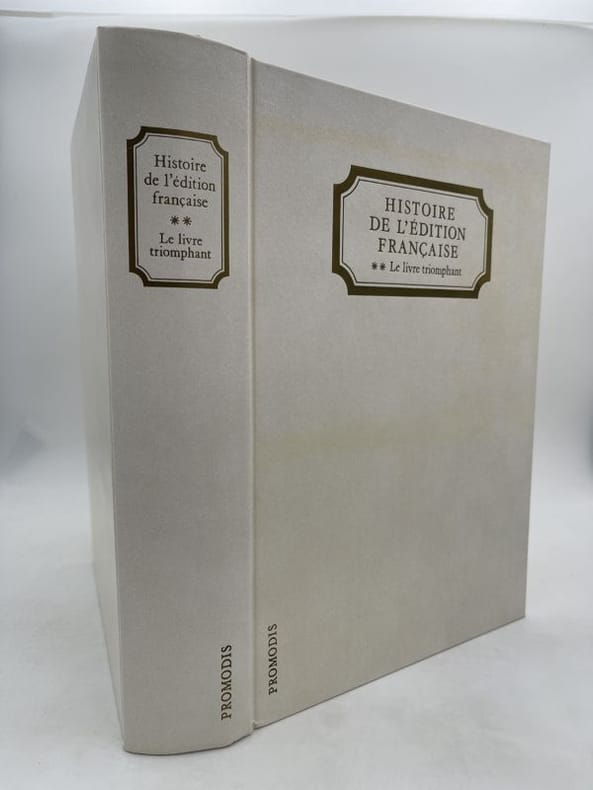 Histoire
de l'édition
française
**
Le livre
triomphant
PROMODIS
HISTOIRE
DE L'ÉDITION
FRANÇAISE
** Le livre triomphant
PROMODIS